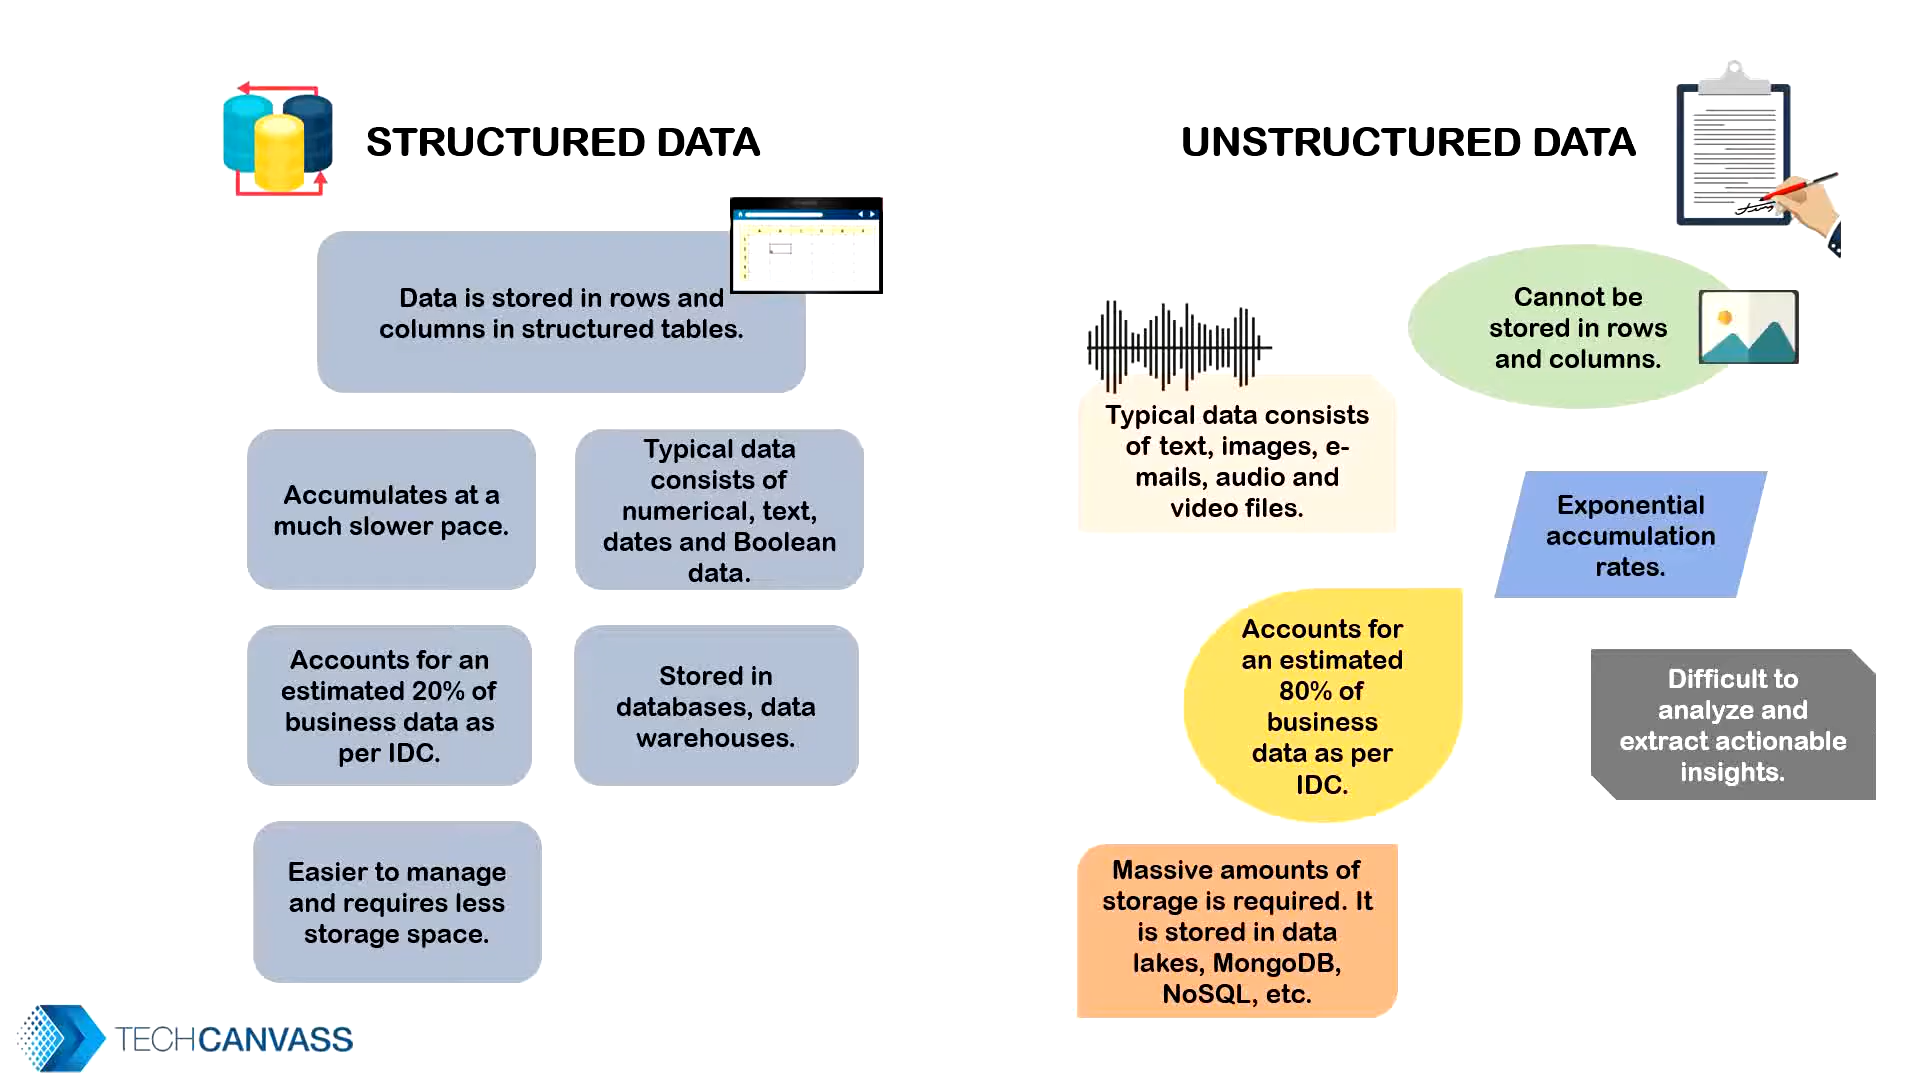 STRUCTURED DATA
Data is stored in rows and
columns in structured tables.
Accumulates at a
much slower pace.
Typical data
consists of
numerical, text,
dates and Boolean
data.
Accounts for an
estimated 20% of
business data as
per IDC.
Stored in
databases, data
warehouses.
Easier to manage
and requires less
storage space.
UNSTRUCTURED DATA
Cannot be
stored in rows
and columns.
Typical data consists
of text, images, e-
mails, audio and
video files.
Exponential
accumulation
rates.
Accounts for
an estimated
80% of
business
data as per
IDC.
Difficult to
analyze and
extract actionable
insights.
Massive amounts of
storage is required. It
is stored in data
lakes, MongoDB,
NoSQL, etc.
TECHCANVASS